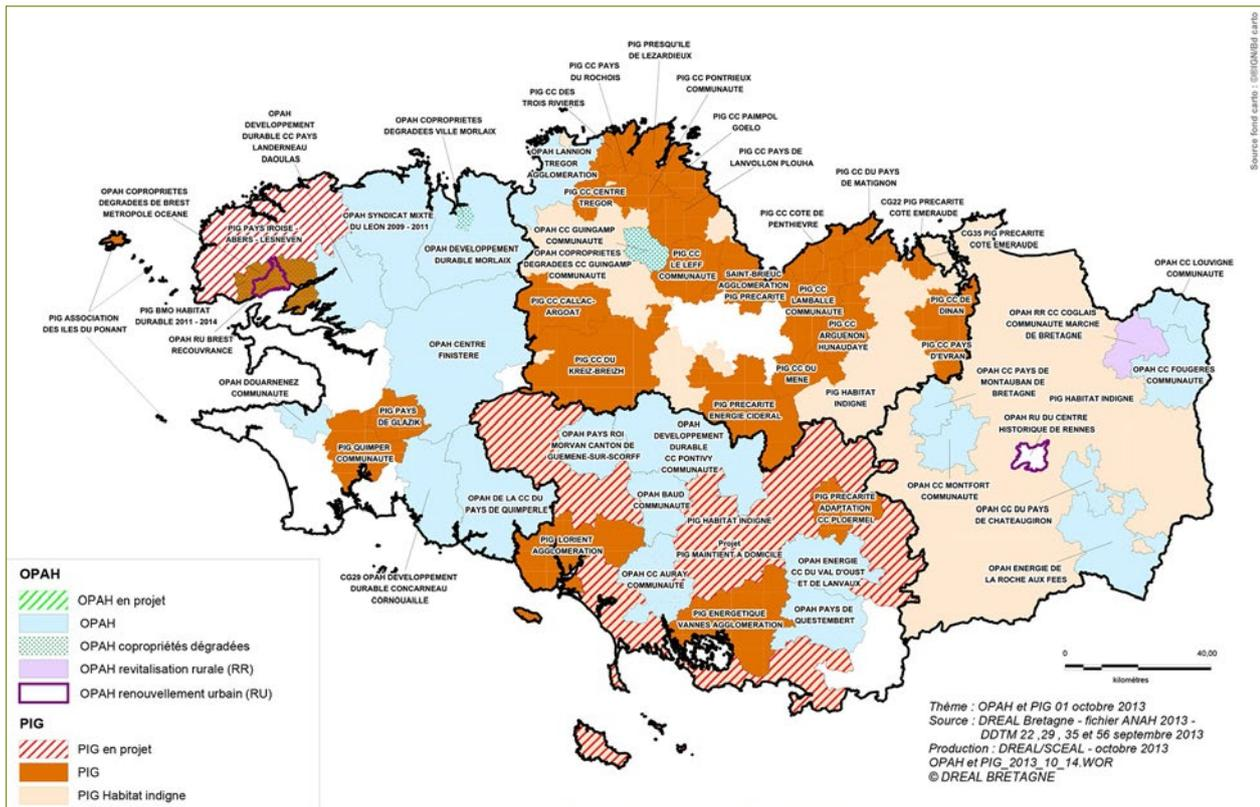 PIG PRESQU'ILE
DE LEZARDIEUX
PIG CC PAYS
DU ROCHOIS
PIG CC PONTRIEUX
COMMUNAUTE
PIG CC DES
TROIS RIVIERES
PIG CC PAIMPOL
GOELO
PIG CC PAYS DE
LANVOLLON PLOUHA
OPAH
DEVELOPPEMENT
DURABLE CC PAYS
LANDERNEAU
DAOULAS
OPAH COPROPRIETES
DEGRADEES VILLE MORLAIX
OPAH LANNION
TREGOR
AGGLOMERATION
PIG CC CENTRE
TREGOR
PIG CC DU PAYS
DE MATIGNON
CG22 PIG PRECARITE
COTE EMERAUDE
PIG CC COTE DE
PENTHIEVRE
CG35 PIG PRECARITE
COTE EMERAUDE
OPAH COPROPRIETES
DEGRADEES DE BREST
METROPOLE OCEANE
PIG PAYS IROISE -
ABERS - LESNEVEN
OPAH SYNDICAT MIXTE
DU LEON 2009 - 2011
OPAH DEVELOPPEMENT
DURABLE MORLAIX
OPAH CC GUINGAMP
COMMUNAUTE
OPAH COPROPRIETES
DEGRADEES CC GUINGAMP
COMMUNAUTE
PIG CC
LE LEFF
COMMUNAUTE
SAINT-BRIEUC
AGGLOMERATION
PIG PRECARITE
PIG CC
LAMBALLE
COMMUNAUTE
PIG CC DE
DINAN
OPAH CC LOUVIGNE
COMMUNAUTE
PIG ASSOCIATION
DES ILES DU PONANT
PIG BMO HABITAT
DURABLE 2011 - 2014
OPAH RU BREST
RECOUVRANCE
PIG CC CALLAC-
ARGOAT
PIG CC
ARGUENON
HUNAUDAYE
PIG CC PAYS
D'EVRAN
OPAH RR CC COGLAIS
COMMUNAUTE MARCHE
DE BRETAGNE
OPAH CENTRE
FINISTERE
PIG CC DU
KREIZ-BREIZH
PIG CC DU
MENE
OPAH CC PAYS DE
MONTAUBAN DE
BRETAGNE
OPAH CC FOUGERES
COMMUNAUTE
OPAH DOUARNENEZ
COMMUNAUTE
PIG PAYS
DE GLAZIK
PIG PRECARITE
ENERGIE CIDERAL
PIG HABITAT
INDIGNE
PIG HABITAT INDIGNE
OPAH RU DU CENTRE
HISTORIQUE DE RENNES
PIG QUIMPER
COMMUNAUTE
OPAH PAYS ROI
MORVAN CANTON DE
GUEMENE-SUR-SCORFF
OPAH
DEVELOPPEMENT
DURABLE
CC PONTIVY
COMMUNAUTE
OPAH CC MONTFORT
COMMUNAUTE
OPAH DE LA CC DU
PAYS DE QUIMPERLE
OPAH BAUD
COMMUNAUTE
PIG PRECARITE
ADAPTATION
CC PLOERMEL
OPAH CC DU PAYS
DE CHATEAUGIRON
PIG LORIENT
AGGLOMERATION
PIG HABITAT INDIGNE
Projet
PIG MAINTIENT A DOMICILE
OPAH CC AURAY
COMMUNAUTE
OPAH ENERGIE
CC DU VAL D'OUST
ET DE LANVAUX
OPAH ENERGIE DE
LA ROCHE AUX FEES
CG29 OPAH DEVELOPPEMENT
DURABLE CONCARNEAU
CORNOUAILLE
PIG ENERGETIQUE
VANNES AGGLOMERATION
OPAH PAYS DE
QUESTEMBERT
OPAH
OPAH en projet
OPAH
OPAH copropriétés dégradées
OPAH revitalisation rurale (RR)
OPAH renouvellement urbain (RU)
PIG
PIG en projet
PIG
PIG Habitat indigne
0 40,00
kilomètres
Thème : OPAH et PIG 01 octobre 2013
Source : DREAL Bretagne - fichier ANAH 2013 -
DDTM 22 ,29 , 35 et 56 septembre 2013
Production : DREAL/SCEAL - octobre 2013
OPAH et PIG_2013_10_14.WOR
© DREAL BRETAGNE
Source fond carto : ©®IGN/Bd carto